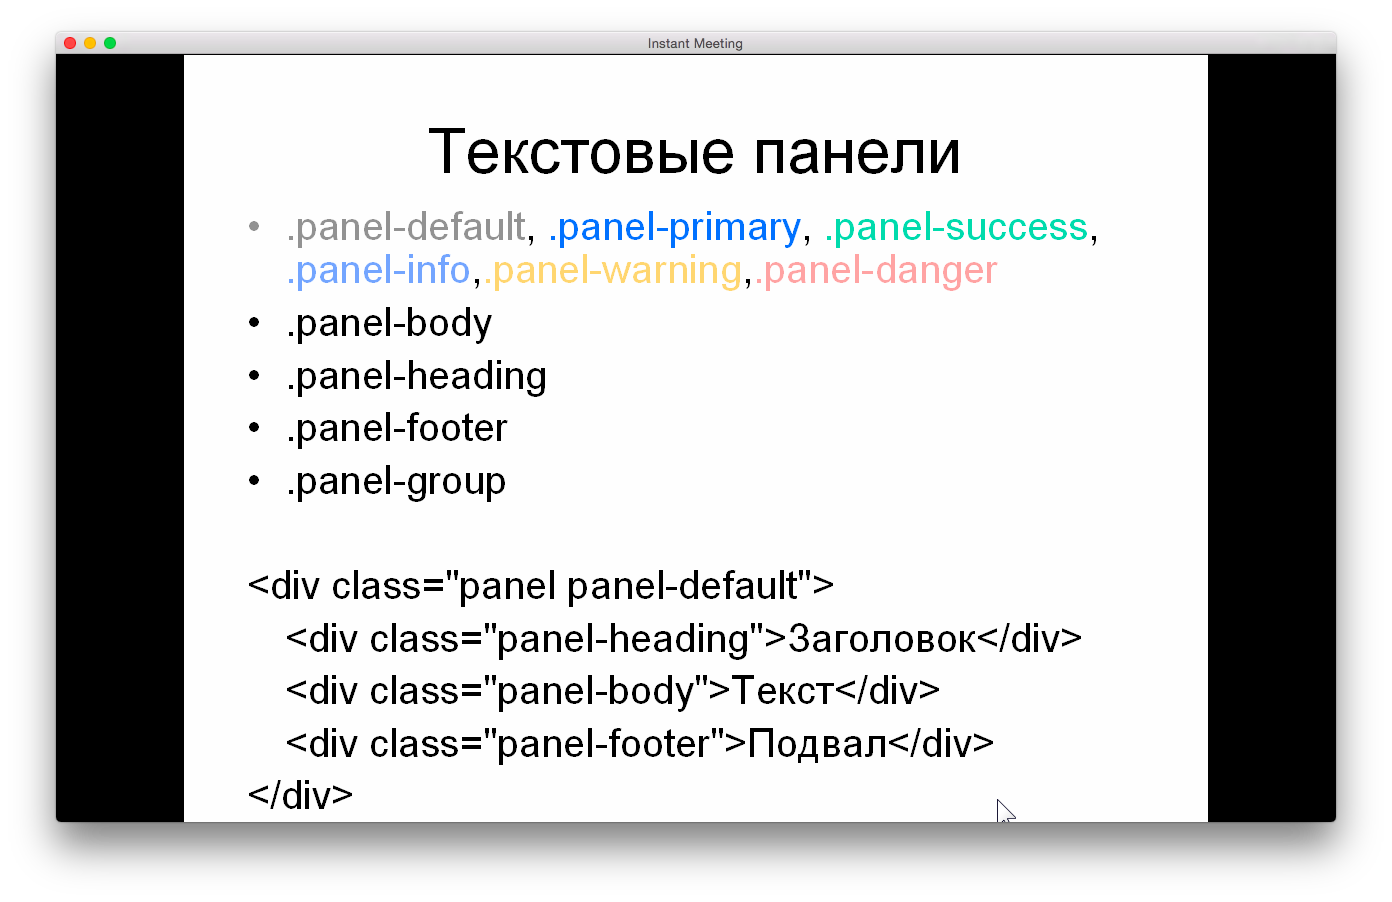 Instant Meeting
Текстовые панели
• .panel-default, .panel-primary, .panel-success,
.panel-info,.panel-warning,.panel-danger
• .panel-body
• .panel-heading
• .panel-footer
• .panel-group
<div class="panel panel-default">
<div class="panel-heading">Заголовок</div>
<div class="panel-body">Текст</div>
<div class="panel-footer">Подвал</div>
</div>